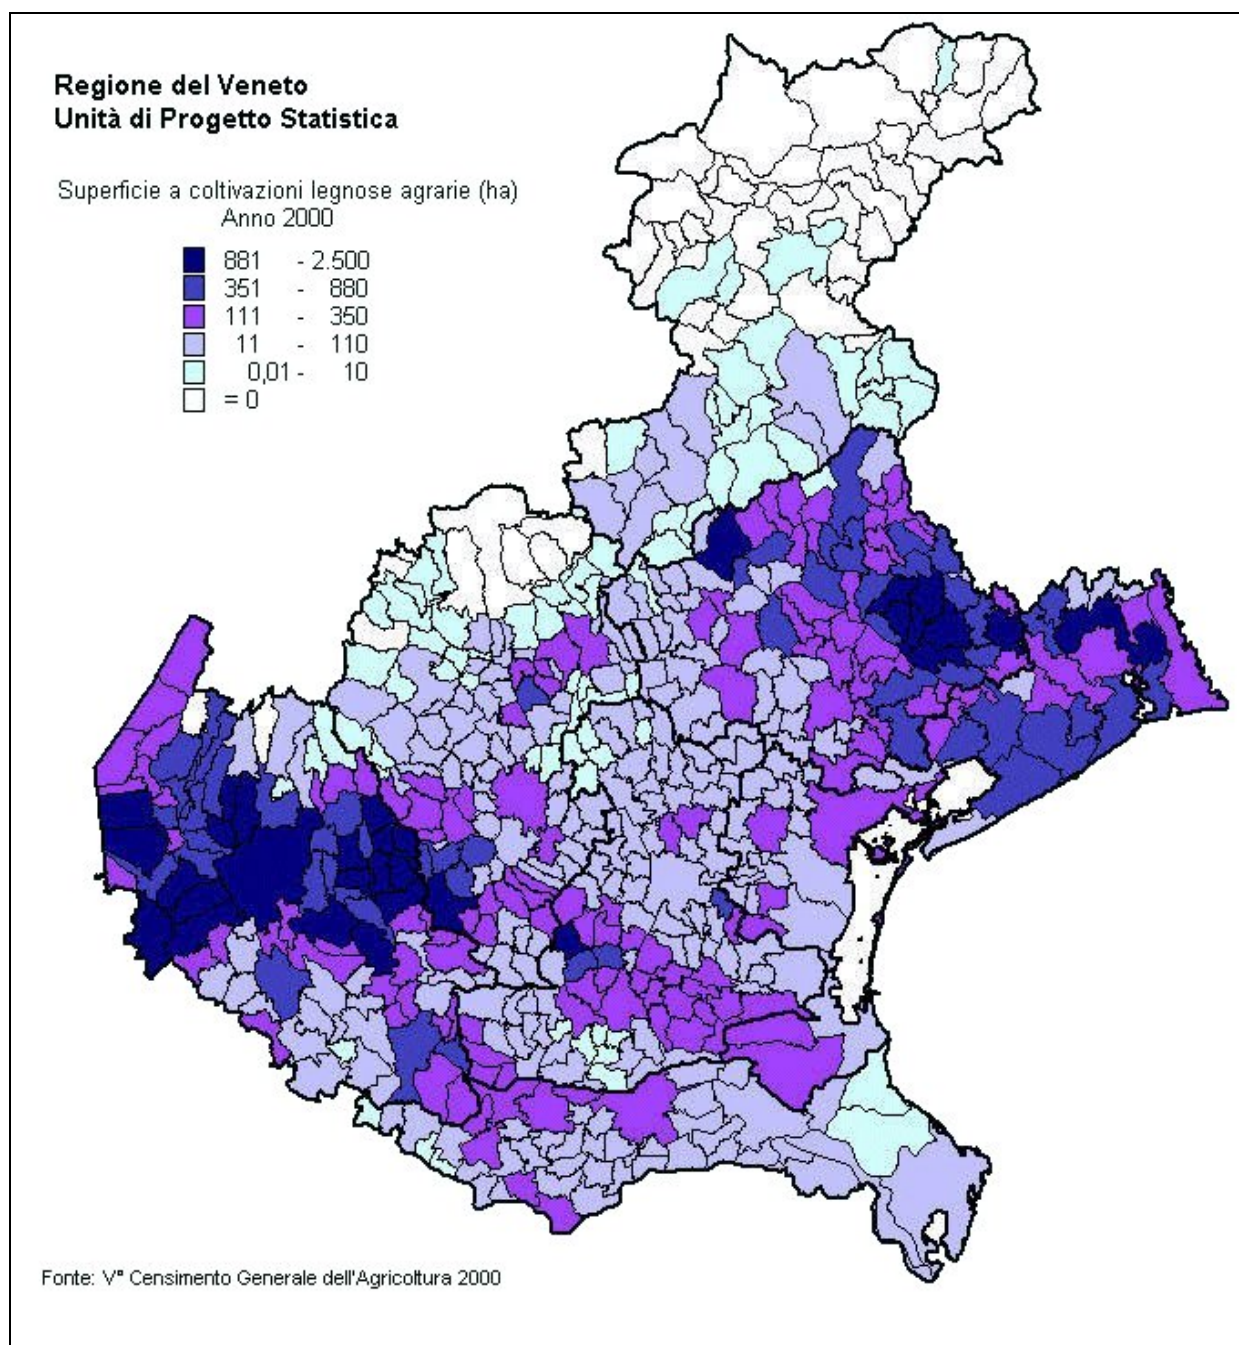 Regione del Veneto
Unità di Progetto Statistica
Superficie a coltivazioni legnose agrarie (ha)
Anno 2000
881 - 2.500
351 - 880
111 - 350
11 - 110
0,01 - 10
= 0
Fonte: V° Censimento Generale dell'Agricoltura 2000